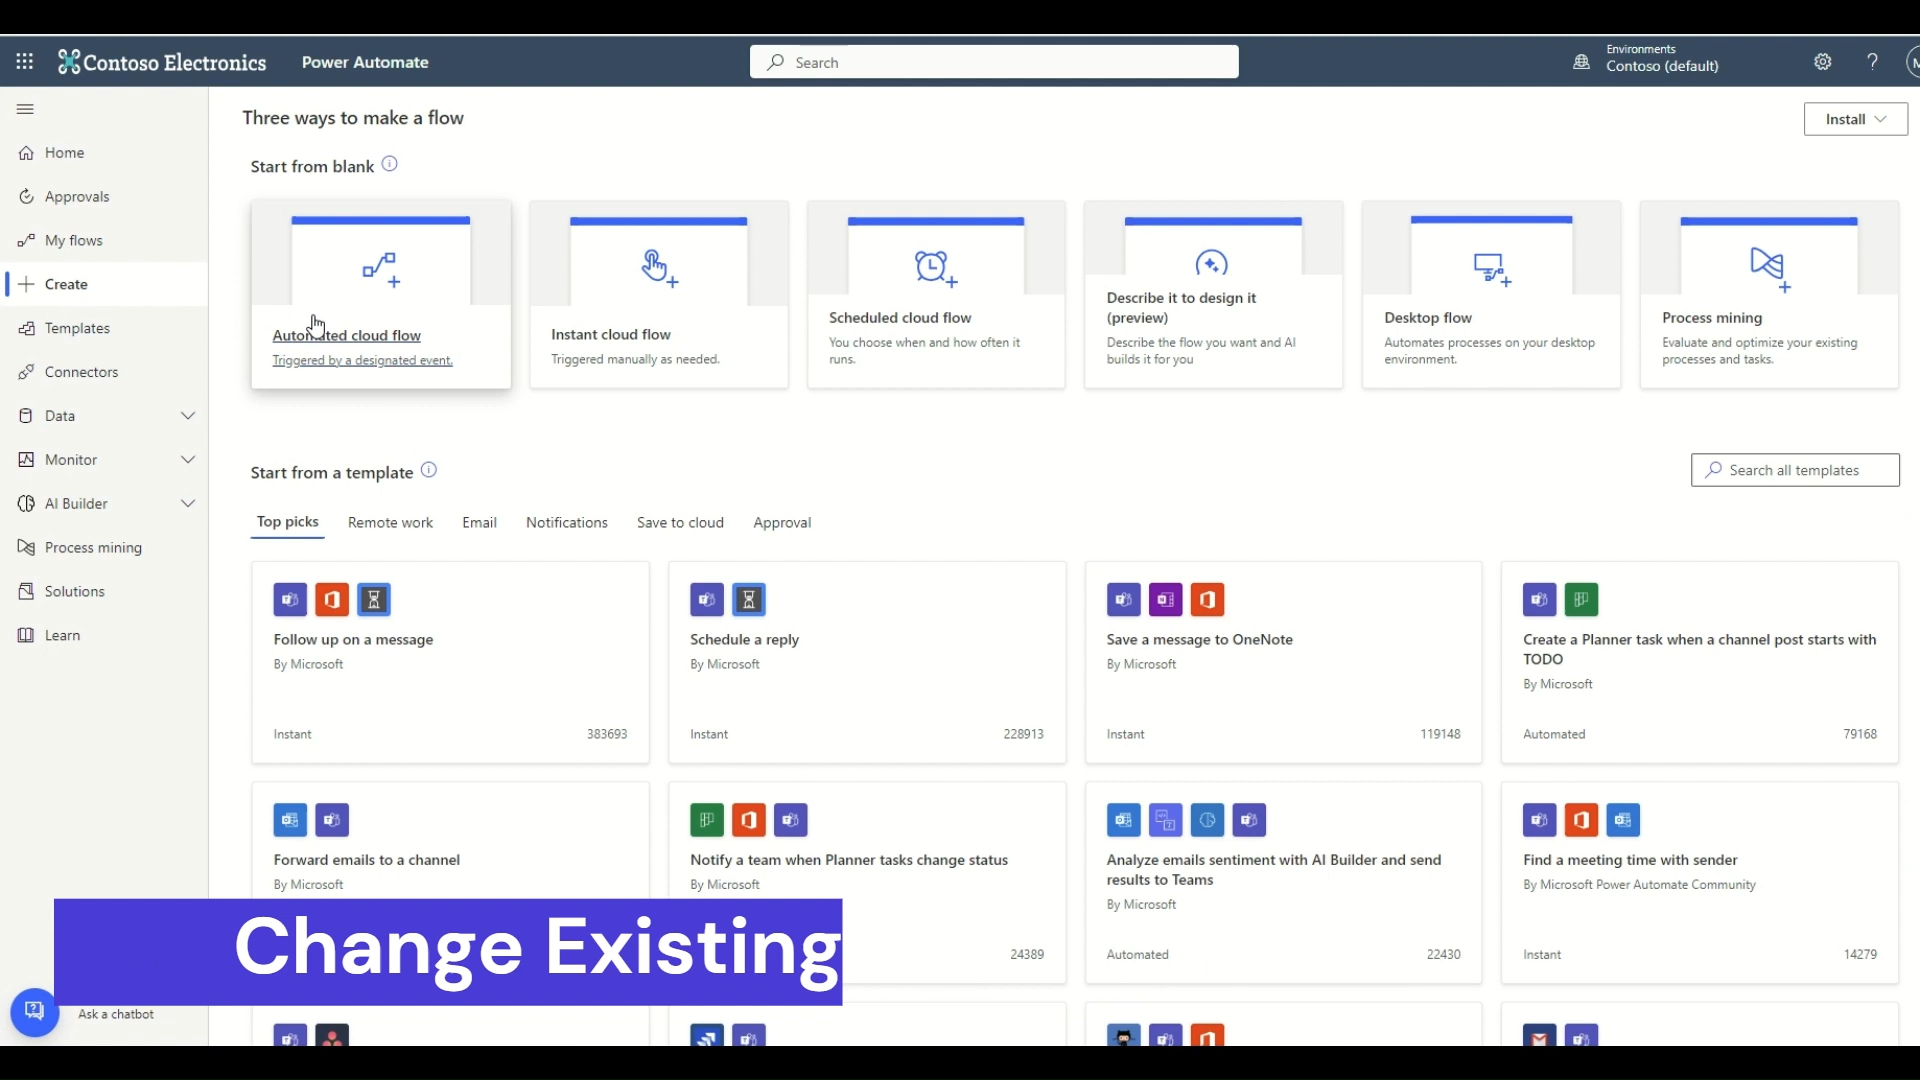 Contoso Electronics
Power Automate
Search
Environments
Contoso (default)
?
Home
Approvals
My flows
Create
Templates
Connectors
Data
Monitor
AI Builder
Process mining
Solutions
Learn
Ask a chatbot
Three ways to make a flow
Install
Start from blank
Automated cloud flow
Triggered by a designated event.
Instant cloud flow
Triggered manually as needed.
Scheduled cloud flow
You choose when and how often it
runs.
Describe it to design it
(preview)
Describe the flow you want and AI
builds it for you
Desktop flow
Automates processes on your desktop
environment.
Process mining
Evaluate and optimize your existing
processes and tasks.
Start from a template
Search all templates
Top picks
Remote work
Email
Notifications
Save to cloud
Approval
Follow up on a message
By Microsoft
Instant
383693
Schedule a reply
By Microsoft
Instant
228913
Save a message to OneNote
By Microsoft
Instant
119148
Create a Planner task when a channel post starts with
TODO
By Microsoft
Automated
79168
Forward emails to a channel
By Microsoft
Notify a team when Planner tasks change status
By Microsoft
24389
Analyze emails sentiment with AI Builder and send
results to Teams
By Microsoft
Automated
22430
Find a meeting time with sender
By Microsoft Power Automate Community
Instant
14279
Change Existing